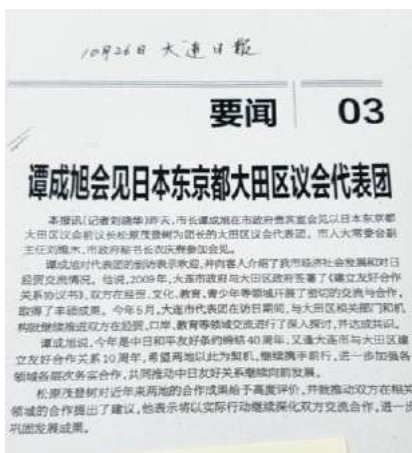 10月26日 大连日报
要闻 03
谭成旭会见日本东京都大田区议会代表团
本报讯(记者刘晓华)昨天,市长谭成旭在市政府贵宾室会见以日本东京都
大田区议会前议长松原茂登树为团长的大田区议会代表团。市人大常委会副
主任刘维木、市政府秘书长衣庆焘参加会见。
谭成旭对代表团的到访表示欢迎,并向客人介绍了我市经济社会发展和对日
经贸交流情况。他说,2009年,大连市政府与大田区政府签署了《建立友好合作
关系协议书》,双方在经贸、文化、教育、青少年等领域开展了密切的交流与合作,
取得了丰硕成果。今年5月,大连市代表团在访日期间,与大田区相关部门和机
构就继续推进双方在经贸、口岸、教育等领域交流进行了深入探讨,并达成共识。
谭成旭说,今年是中日和平友好条约缔结40周年,又逢大连市与大田区建
立友好合作关系10周年,希望两地以此为契机,继续携手前行,进一步加强各
领域各层次务实合作,共同推动中日友好关系继续向前发展。
松原茂登树对近年来两地的合作成果给予高度评价,并就推动双方在相关
领域的合作提出了建议,他表示将以实际行动继续深化双方交流合作,进一步
巩固发展成果。